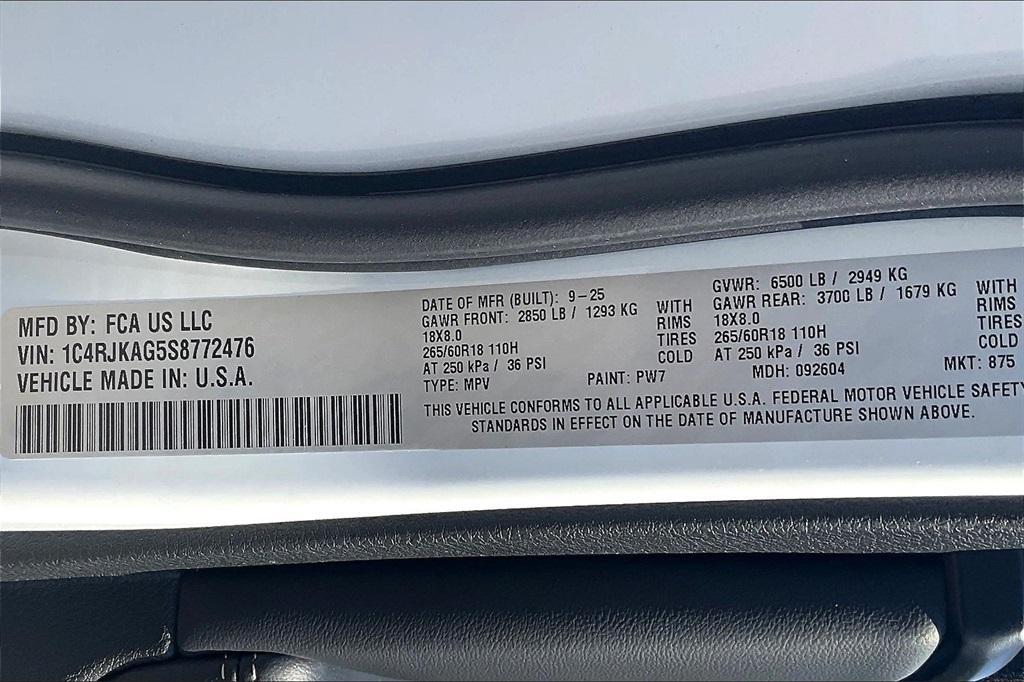 MFD BY: FCA US LLC
VIN: 1C4RJKAG5S8772476
VEHICLE MADE IN: U.S.A.
DATE OF MFR (BUILT): 9-25
GAWR FRONT: 2850 LB / 1293 KG WITH
18X8.0 RIMS
265/60R18 110H TIRES
AT 250 kPa / 36 PSI COLD
TYPE: MPV PAINT: PW7
GVWR: 6500 LB / 2949 KG
GAWR REAR: 3700 LB / 1679 KG WITH
18X8.0 RIMS
265/60R18 110H TIRES
AT 250 kPa / 36 PSI COLD
MDH: 092604 MKT: 875
THIS VEHICLE CONFORMS TO ALL APPLICABLE U.S.A. FEDERAL MOTOR VEHICLE SAFETY
STANDARDS IN EFFECT ON THE DATE OF MANUFACTURE SHOWN ABOVE.